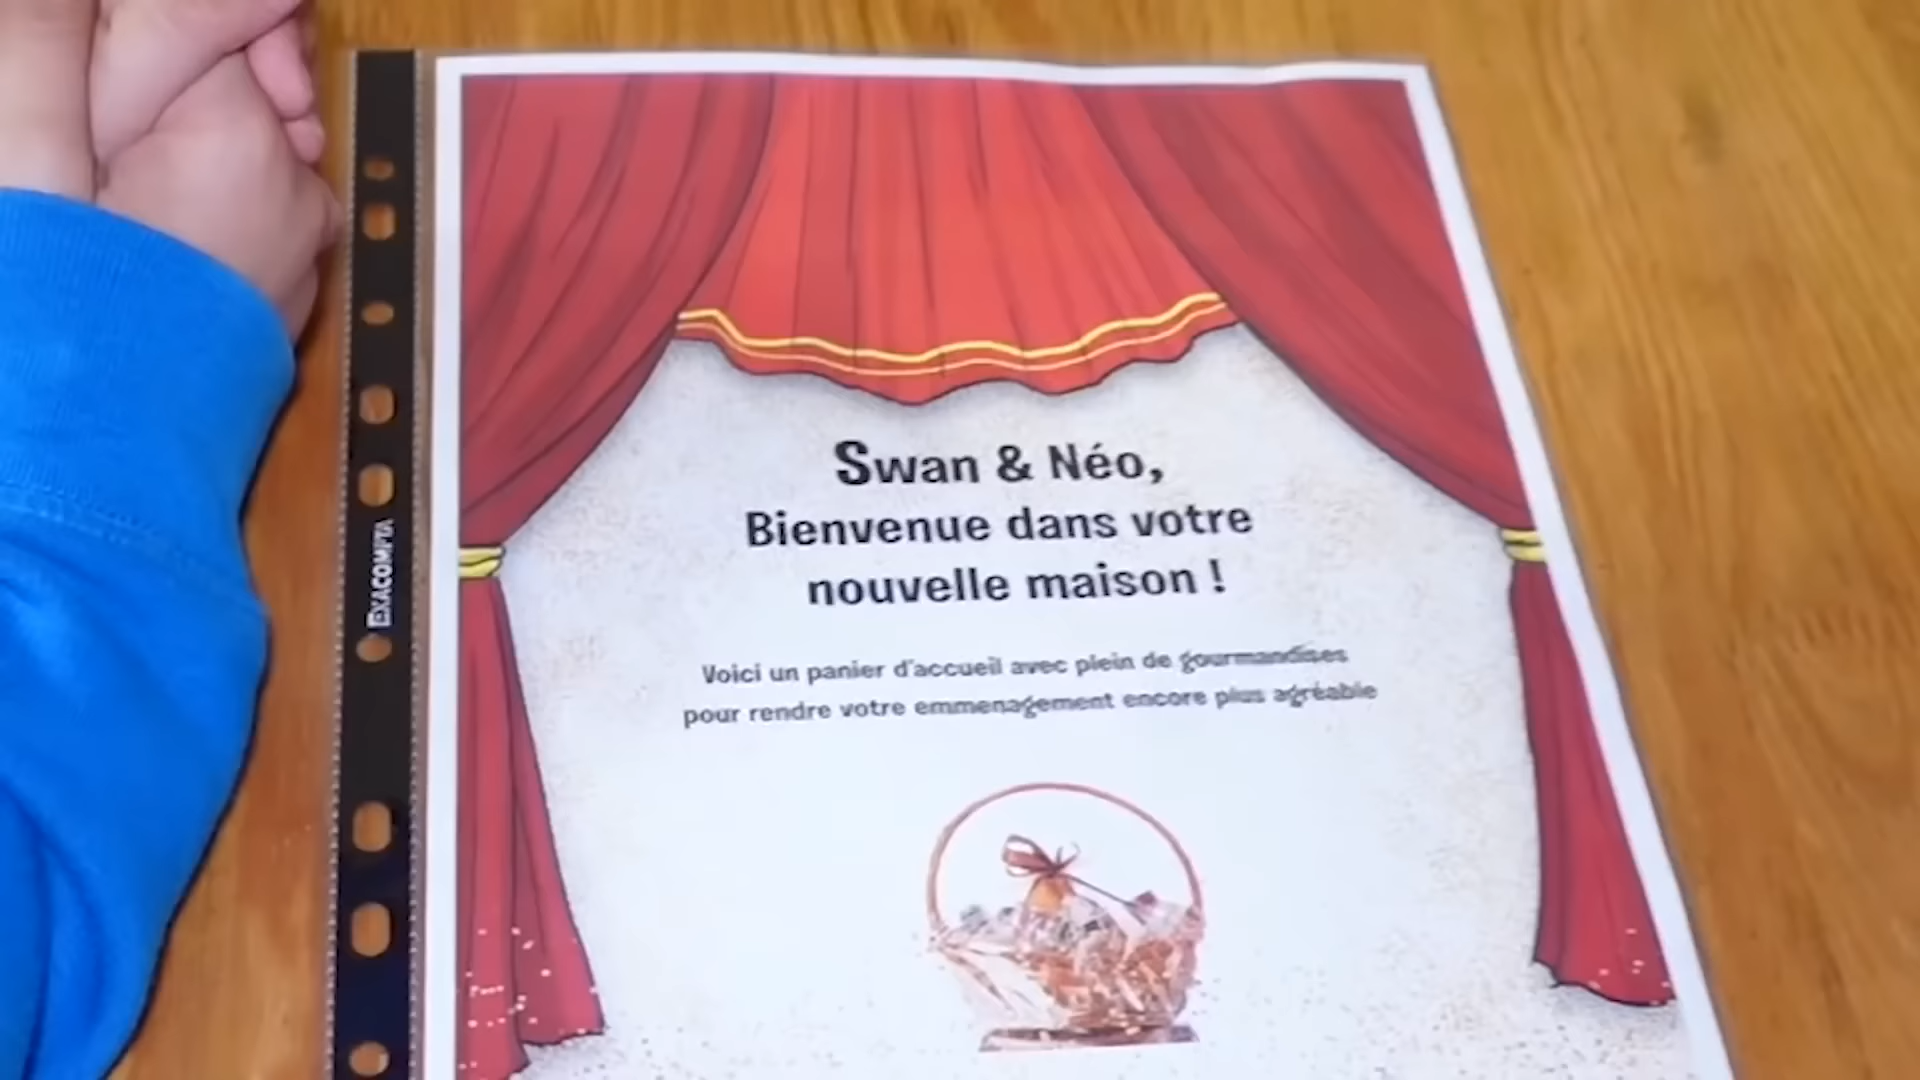 Swan & Néo,
Bienvenue dans votre
nouvelle maison !
Voici un panier d'accueil avec plein de gourmandises
pour rendre votre emmenagement encore plus agréable
EXACOMPTA